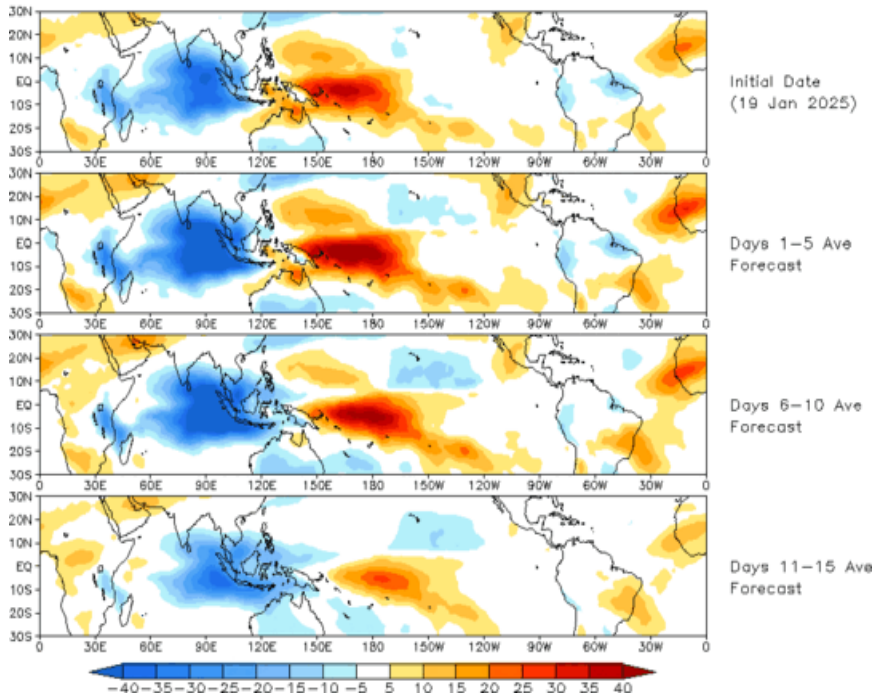 30N
20N
10N
EQ
10S
20S
30S
0 30E 60E 90E 120E 150E 180 150W 120W 90W 60W 30W 0
Initial Date
(19 Jan 2025)
30N
20N
10N
EQ
10S
20S
30S
0 30E 60E 90E 120E 150E 180 150W 120W 90W 60W 30W 0
Days 1-5 Ave
Forecast
30N
20N
10N
EQ
10S
20S
30S
0 30E 60E 90E 120E 150E 180 150W 120W 90W 60W 30W 0
Days 6-10 Ave
Forecast
30N
20N
10N
EQ
10S
20S
30S
0 30E 60E 90E 120E 150E 180 150W 120W 90W 60W 30W 0
Days 11-15 Ave
Forecast
-40 -35 -30 -25 -20 -15 -10 -5 5 10 15 20 25 30 35 40